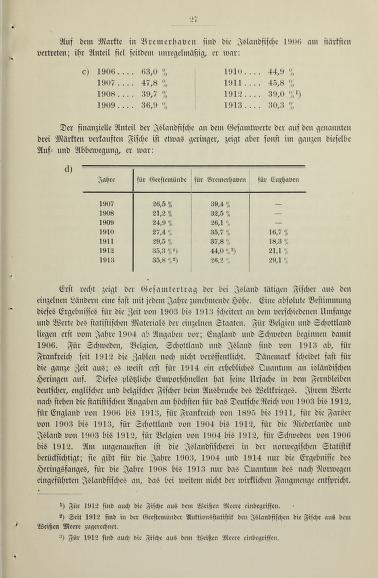 27
Auf dem Markte in Bremerhaven sind die Islandfische 1906 am stärksten
vertreten; ihr Anteil fiel seitdem unregelmäßig, er war:
c) 1906.... 63,0 % 1910.... 44,9 %
1907.... 47,8 % 1911.... 45,8 %
1908.... 39,7 % 1912.... 39,0 %¹)
1909.... 36,9 % 1913.... 30,3 %
Der finanzielle Anteil der Islandfische an dem Gesamtwerte der auf den genannten
drei Märkten verkauften Fische ist etwas geringer, zeigt aber sonst im ganzen dieselbe
Auf- und Abbewegung, er war:
d)
Jahre für Geestemünde für Bremerhaven für Cuxhaven
1907 26,5 % 39,4 % —
1908 21,2 % 32,5 % —
1909 24,9 % 26,1 % —
1910 27,4 % 35,7 % 16,7 %
1911 29,5 % 37,8 % 18,3 %
1912 35,3 %²) 44,0 %³) 21,1 %
1913 35,8 %²) 26,2 % 29,1 %
Erst recht zeigt der Gesamtertrag der bei Island tätigen Fischer aus den
einzelnen Ländern eine fast mit jedem Jahre zunehmende Höhe. Eine absolute Bestimmung
dieses Ergebnisses für die Zeit von 1903 bis 1913 scheitert an dem verschiedenen Umfange
und Werte des statistischen Materials der einzelnen Staaten. Für Belgien und Schottland
liegen erst vom Jahre 1904 ab Angaben vor; England und Schweden beginnen damit
1906. Für Schweden, Belgien, Schottland und Island sind von 1913 ab, für
Frankreich seit 1912 die Zahlen noch nicht veröffentlicht. Dänemark scheidet fast für
die ganze Zeit aus; es weist erst für 1914 ein erhebliches Quantum an isländischen
Heringen auf. Dieses plötzliche Emporschnellen hat seine Ursache in dem Fernbleiben
deutscher, englischer und belgischer Fischer beim Ausbruche des Weltkrieges. Ihrem Werte
nach stehen die statistischen Angaben am höchsten für das Deutsche Reich von 1903 bis 1912,
für England von 1906 bis 1913, für Frankreich von 1895 bis 1911, für die Faröer
von 1903 bis 1913, für Schottland von 1904 bis 1912, für die Niederlande und
Island von 1903 bis 1912, für Belgien von 1904 bis 1912, für Schweden von 1906
bis 1912. Am ungenauesten ist die Islandfischerei in der norwegischen Statistik
berücksichtigt; sie gibt für die Jahre 1903, 1904 und 1914 nur die Ergebnisse des
Heringsfanges, für die Jahre 1908 bis 1913 nur das Quantum des nach Norwegen
eingeführten Islandfisches an, das bei weitem nicht der wirklichen Fangmenge entspricht.
¹) Für 1912 sind auch die Fische aus dem Weißen Meere einbegriffen.
²) Seit 1912 sind in der Geestemünder Auktionsstatistik den Isländischen die Fische aus dem
Weißen Meere zugerechnet.
³) Für 1912 sind auch die Fische aus dem Weißen Meere einbegriffen.